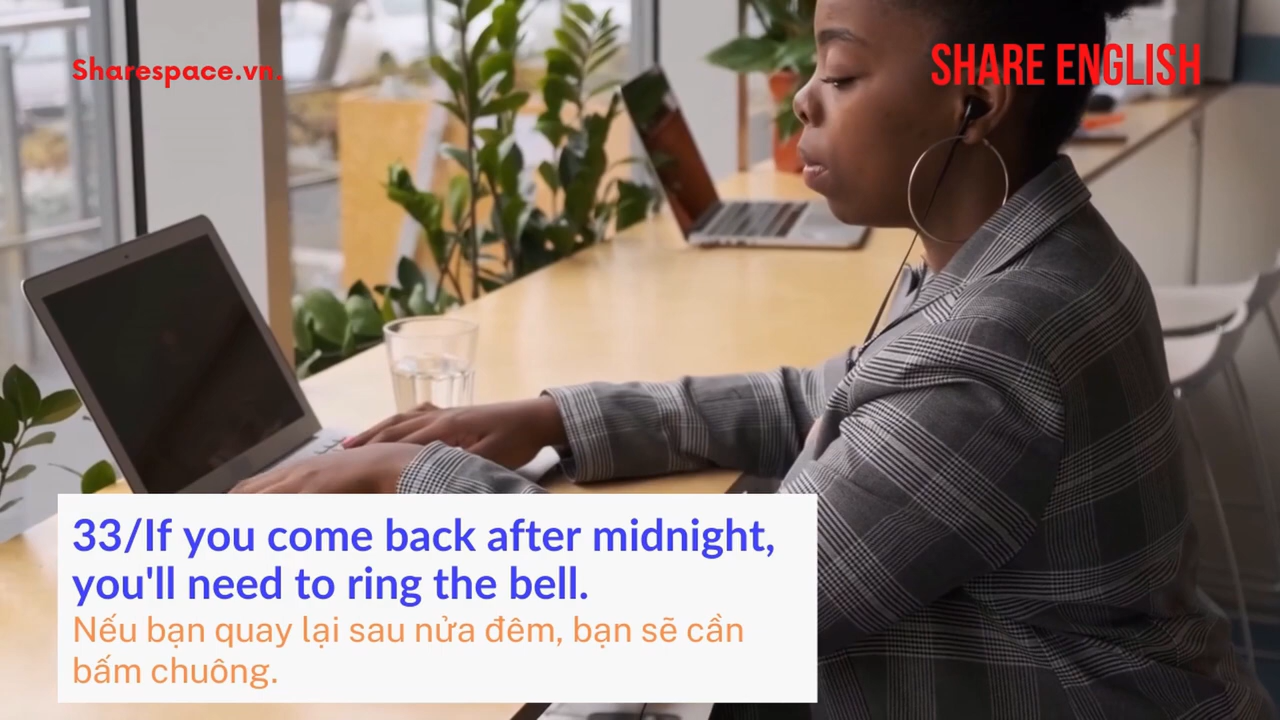 Sharespace.vn.
SHARE ENGLISH
33/If you come back after midnight,
you'll need to ring the bell.
Nếu bạn quay lại sau nửa đêm, bạn sẽ cần
bấm chuông.